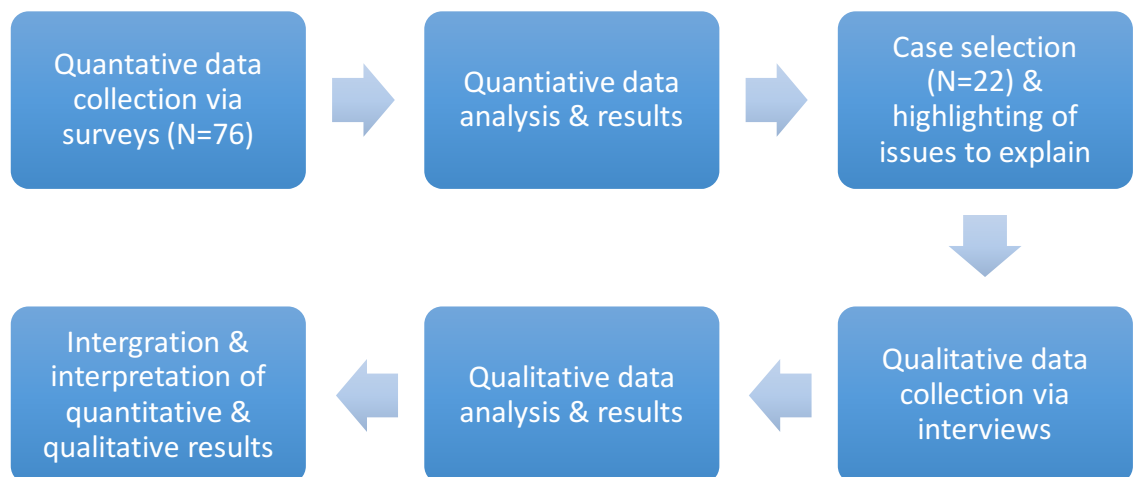 Quantative data
collection via
surveys (N=76)
Quantiative data
analysis & results
Case selection
(N=22) &
highlighting of
issues to explain
Qualitative data
collection via
interviews
Qualitative data
analysis & results
Intergration &
interpretation of
quantitative &
qualitative results